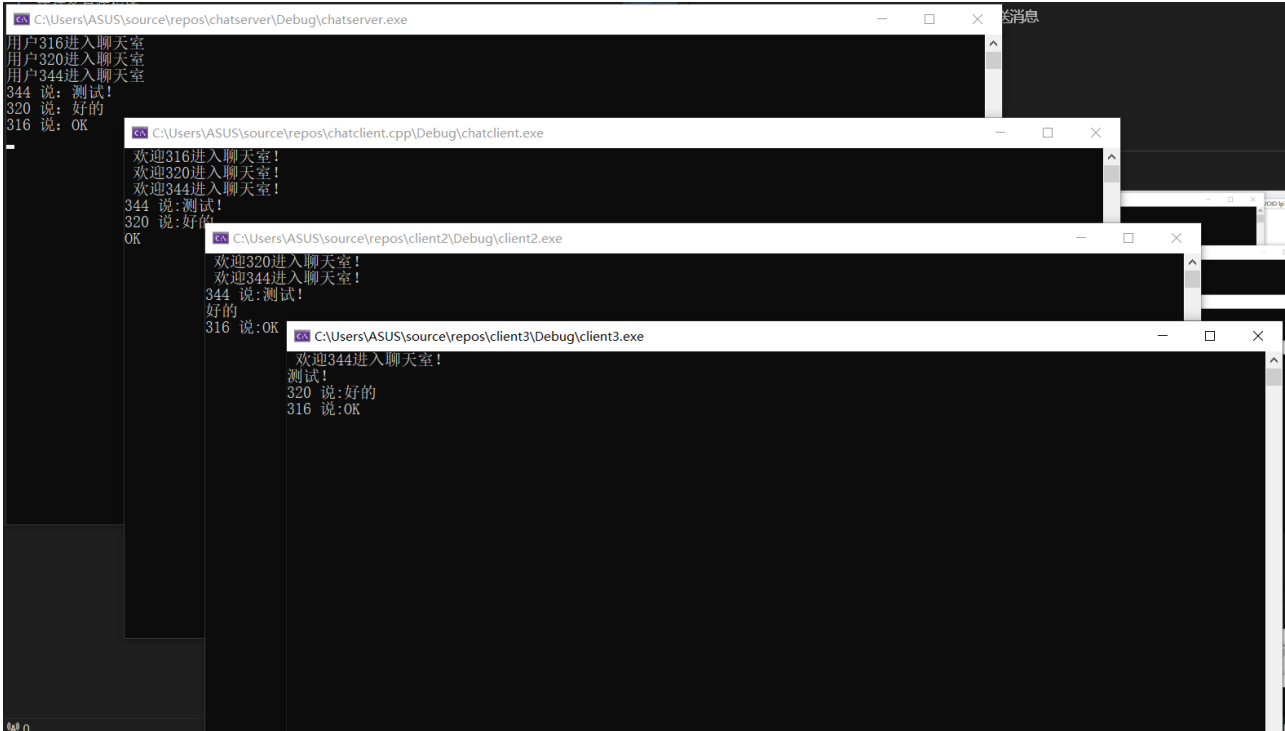 C:\Users\ASUS\source\repos\chatserver\Debug\chatserver.exe
送消息
用户316进入聊天室
用户320进入聊天室
用户344进入聊天室
344 说: 测试!
320 说: 好的
316 说: OK
C:\Users\ASUS\source\repos\chatclient.cpp\Debug\chatclient.exe
欢迎316进入聊天室!
欢迎320进入聊天室!
欢迎344进入聊天室!
344 说:测试!
320 说:好的
OK
C:\Users\ASUS\source\repos\client2\Debug\client2.exe
欢迎320进入聊天室!
欢迎344进入聊天室!
344 说:测试!
好的
316 说:OK
C:\Users\ASUS\source\repos\client3\Debug\client3.exe
欢迎344进入聊天室!
测试!
320 说:好的
316 说:OK
0